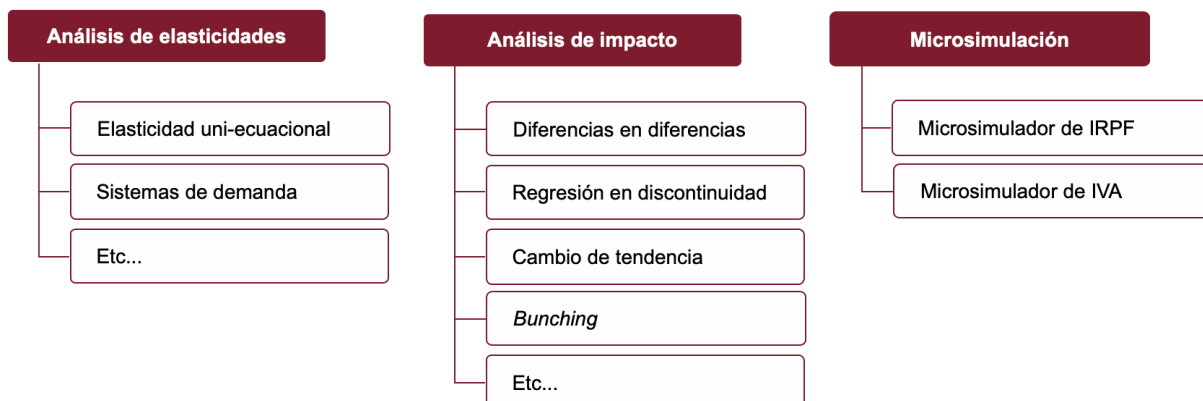 Análisis de elasticidades
Elasticidad uni-ecuacional
Sistemas de demanda
Etc...
Análisis de impacto
Diferencias en diferencias
Regresión en discontinuidad
Cambio de tendencia
Bunching
Etc...
Microsimulación
Microsimulador de IRPF
Microsimulador de IVA